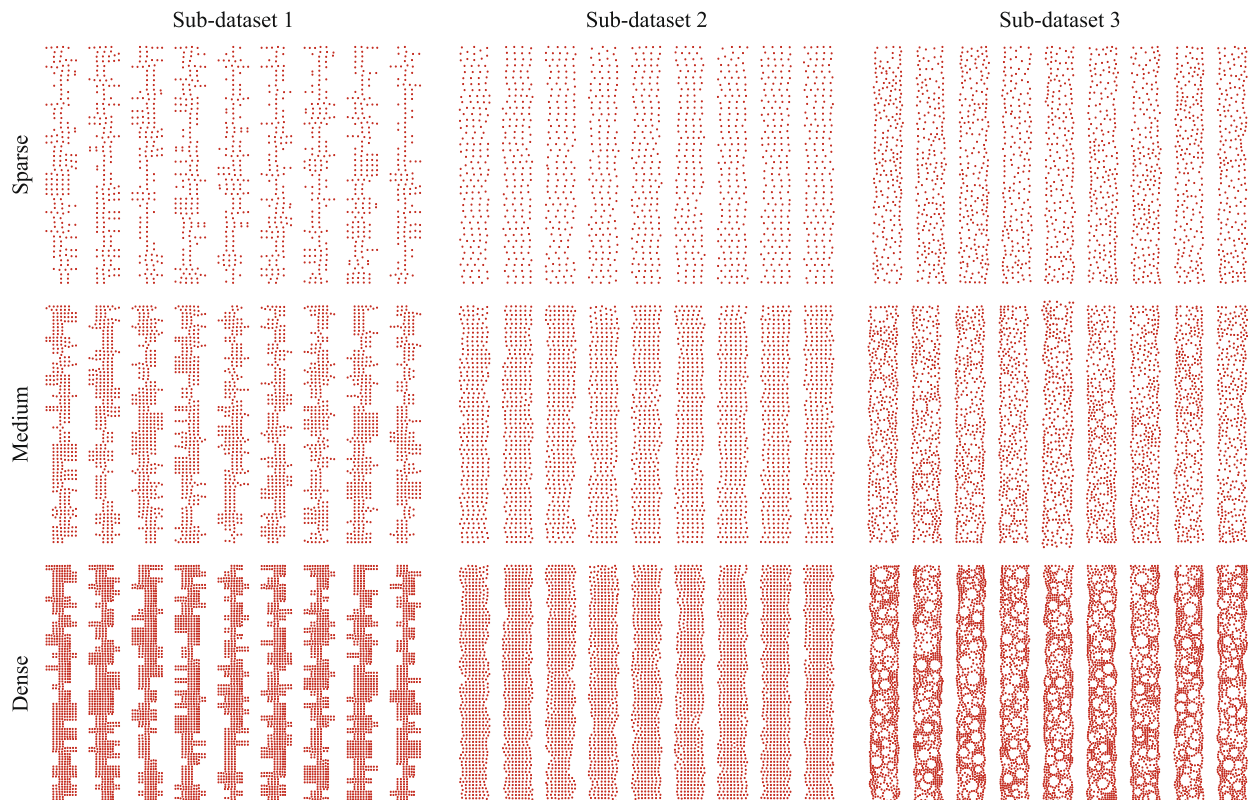 Sub-dataset 1
Sub-dataset 2
Sub-dataset 3
Sparse
Medium
Dense